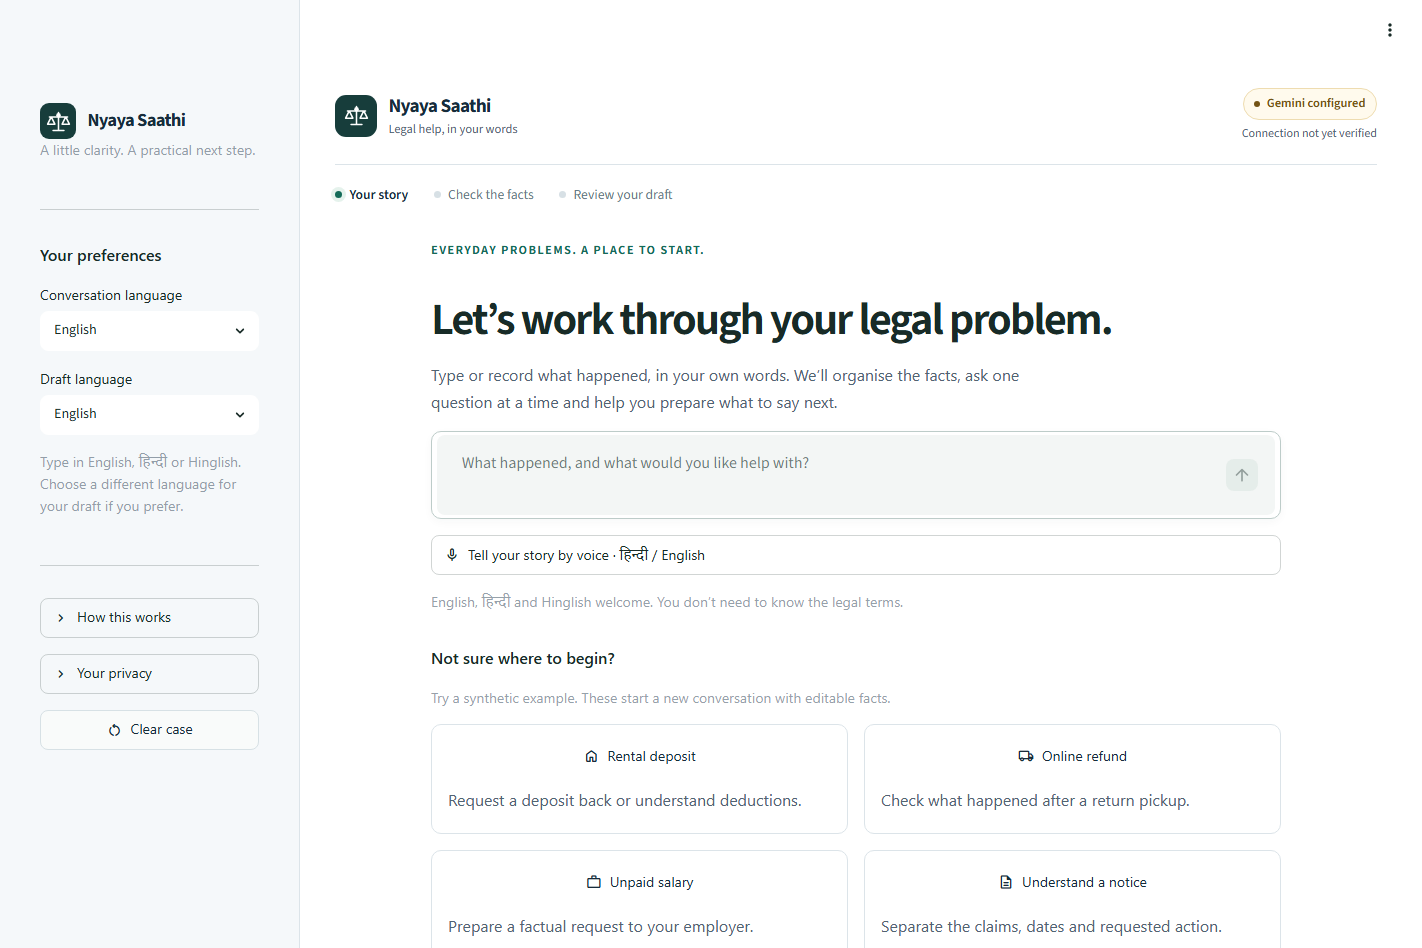 Nyaya Saathi
A little clarity. A practical next step.
Your preferences
Conversation language
English
Draft language
English
Type in English, हिन्दी or Hinglish.
Choose a different language for
your draft if you prefer.
How this works
Your privacy
Clear case
Nyaya Saathi
Legal help, in your words
Gemini configured
Connection not yet verified
Your story
Check the facts
Review your draft
EVERYDAY PROBLEMS. A PLACE TO START.
Let’s work through your legal problem.
Type or record what happened, in your own words. We’ll organise the facts, ask one
question at a time and help you prepare what to say next.
What happened, and what would you like help with?
Tell your story by voice · हिन्दी / English
English, हिन्दी and Hinglish welcome. You don’t need to know the legal terms.
Not sure where to begin?
Try a synthetic example. These start a new conversation with editable facts.
Rental deposit
Request a deposit back or understand deductions.
Online refund
Check what happened after a return pickup.
Unpaid salary
Prepare a factual request to your employer.
Understand a notice
Separate the claims, dates and requested action.